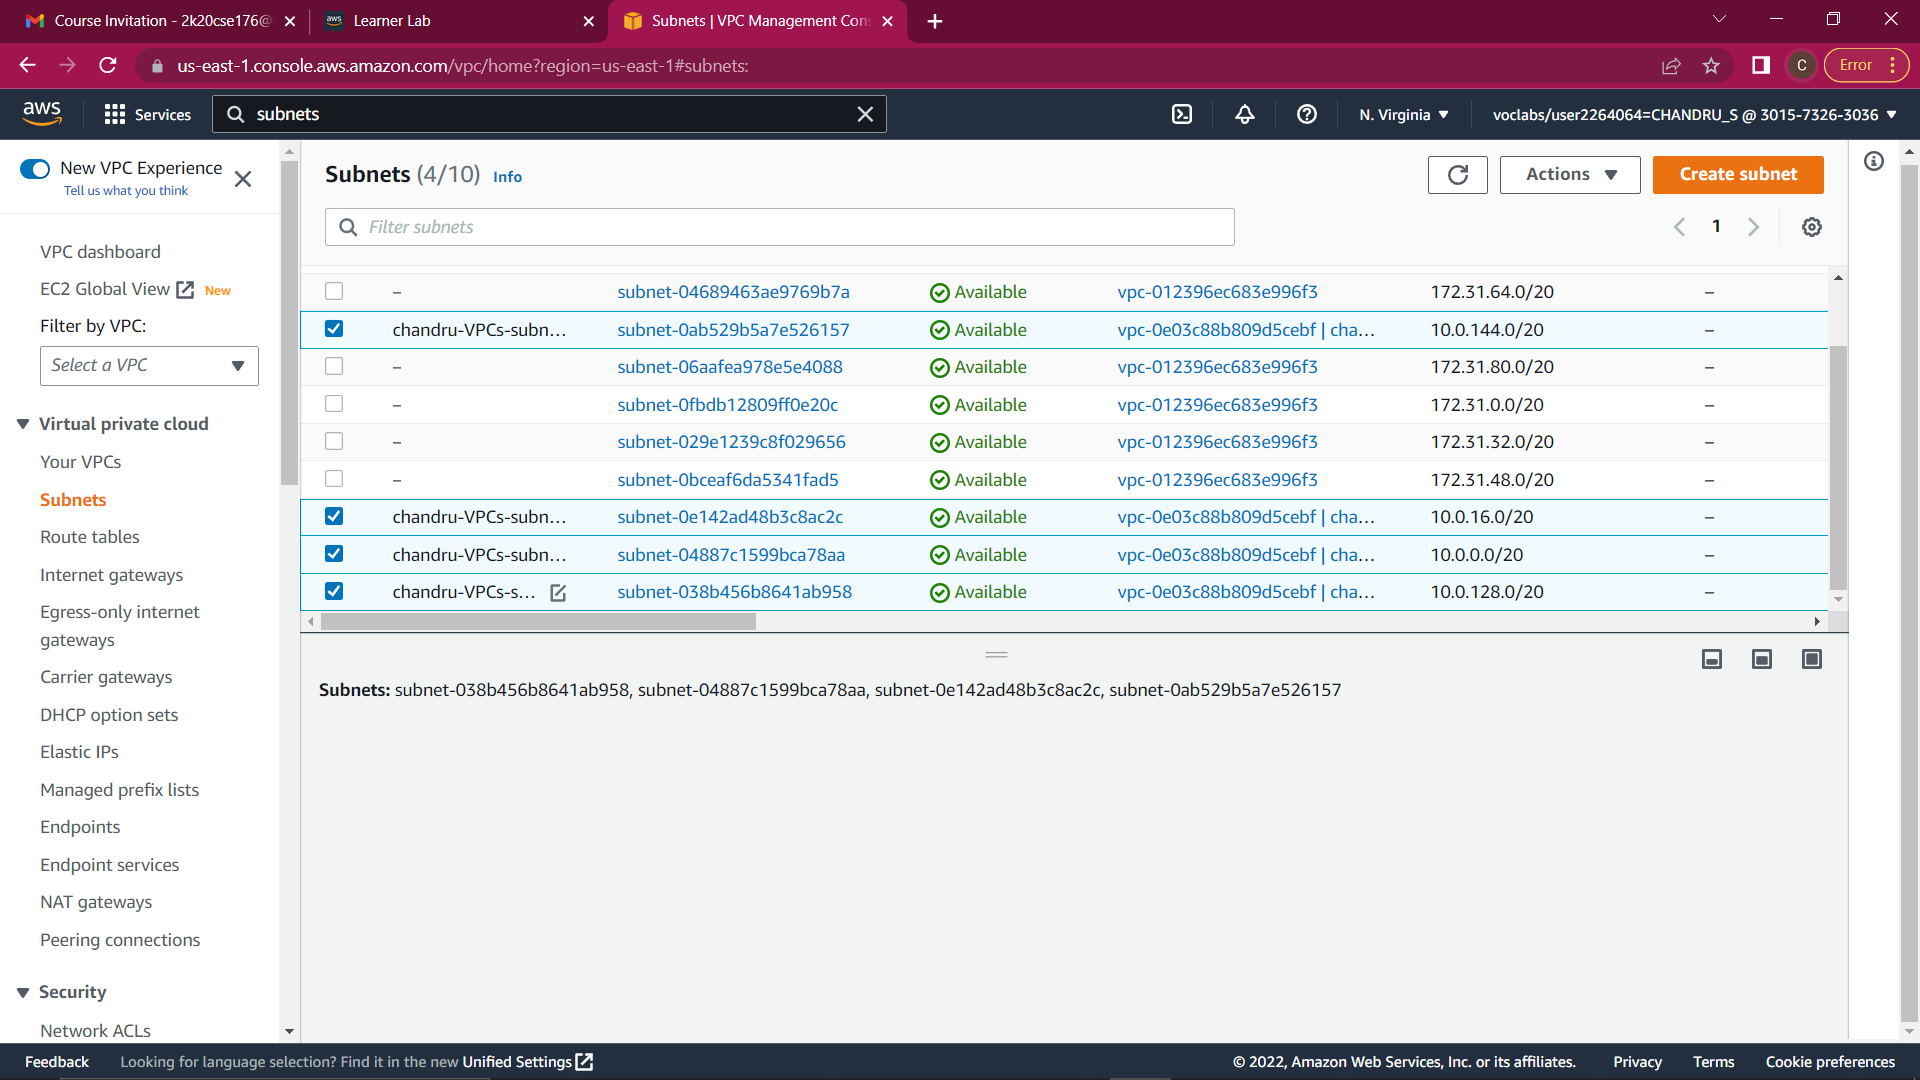 Course Invitation - 2k20cse176@
Learner Lab
Subnets | VPC Management Con
us-east-1.console.aws.amazon.com/vpc/home?region=us-east-1#subnets:
C
Error
aws
Services
subnets
N. Virginia
voclabs/user2264064=CHANDRU_S @ 3015-7326-3036
New VPC Experience
Tell us what you think
VPC dashboard
EC2 Global View New
Filter by VPC:
Select a VPC
Virtual private cloud
Your VPCs
Subnets
Route tables
Internet gateways
Egress-only internet
gateways
Carrier gateways
DHCP option sets
Elastic IPs
Managed prefix lists
Endpoints
Endpoint services
NAT gateways
Peering connections
Security
Network ACLs
Subnets (4/10) Info
Actions
Create subnet
Filter subnets
1
– subnet-04689463ae9769b7a Available vpc-012396ec683e996f3 172.31.64.0/20 –
chandru-VPCs-subn... subnet-0ab529b5a7e526157 Available vpc-0e03c88b809d5cebf | cha... 10.0.144.0/20 –
– subnet-06aafea978e5e4088 Available vpc-012396ec683e996f3 172.31.80.0/20 –
– subnet-0fbdb12809ff0e20c Available vpc-012396ec683e996f3 172.31.0.0/20 –
– subnet-029e1239c8f029656 Available vpc-012396ec683e996f3 172.31.32.0/20 –
– subnet-0bceaf6da5341fad5 Available vpc-012396ec683e996f3 172.31.48.0/20 –
chandru-VPCs-subn... subnet-0e142ad48b3c8ac2c Available vpc-0e03c88b809d5cebf | cha... 10.0.16.0/20 –
chandru-VPCs-subn... subnet-04887c1599bca78aa Available vpc-0e03c88b809d5cebf | cha... 10.0.0.0/20 –
chandru-VPCs-s... subnet-038b456b8641ab958 Available vpc-0e03c88b809d5cebf | cha... 10.0.128.0/20 –
Subnets: subnet-038b456b8641ab958, subnet-04887c1599bca78aa, subnet-0e142ad48b3c8ac2c, subnet-0ab529b5a7e526157
Feedback
Looking for language selection? Find it in the new Unified Settings
© 2022, Amazon Web Services, Inc. or its affiliates.
Privacy
Terms
Cookie preferences